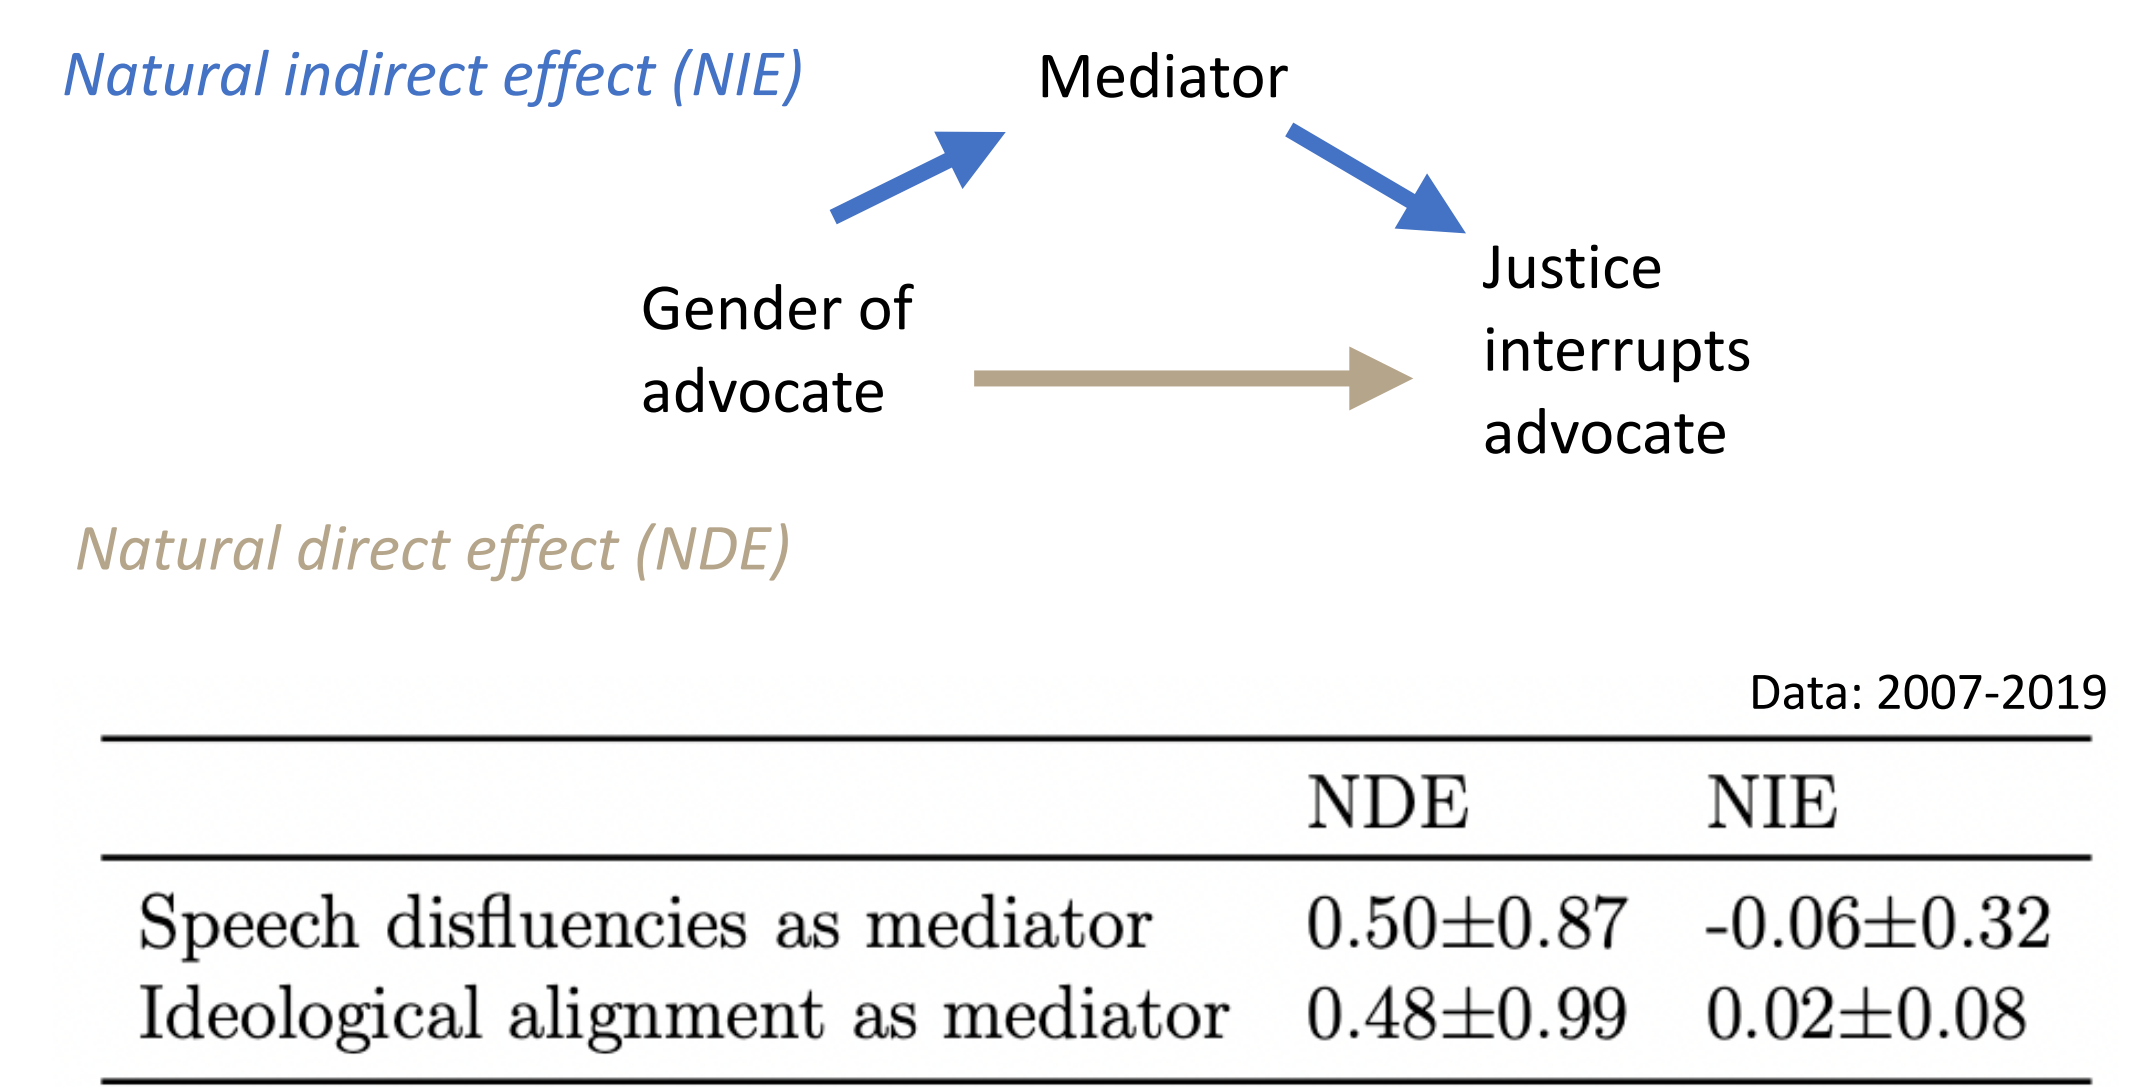 Natural indirect effect (NIE)
Mediator
Gender of
advocate
Justice
interrupts
advocate
Natural direct effect (NDE)
Data: 2007-2019
NDE NIE
Speech disfluencies as mediator 0.50±0.87 -0.06±0.32
Ideological alignment as mediator 0.48±0.99 0.02±0.08